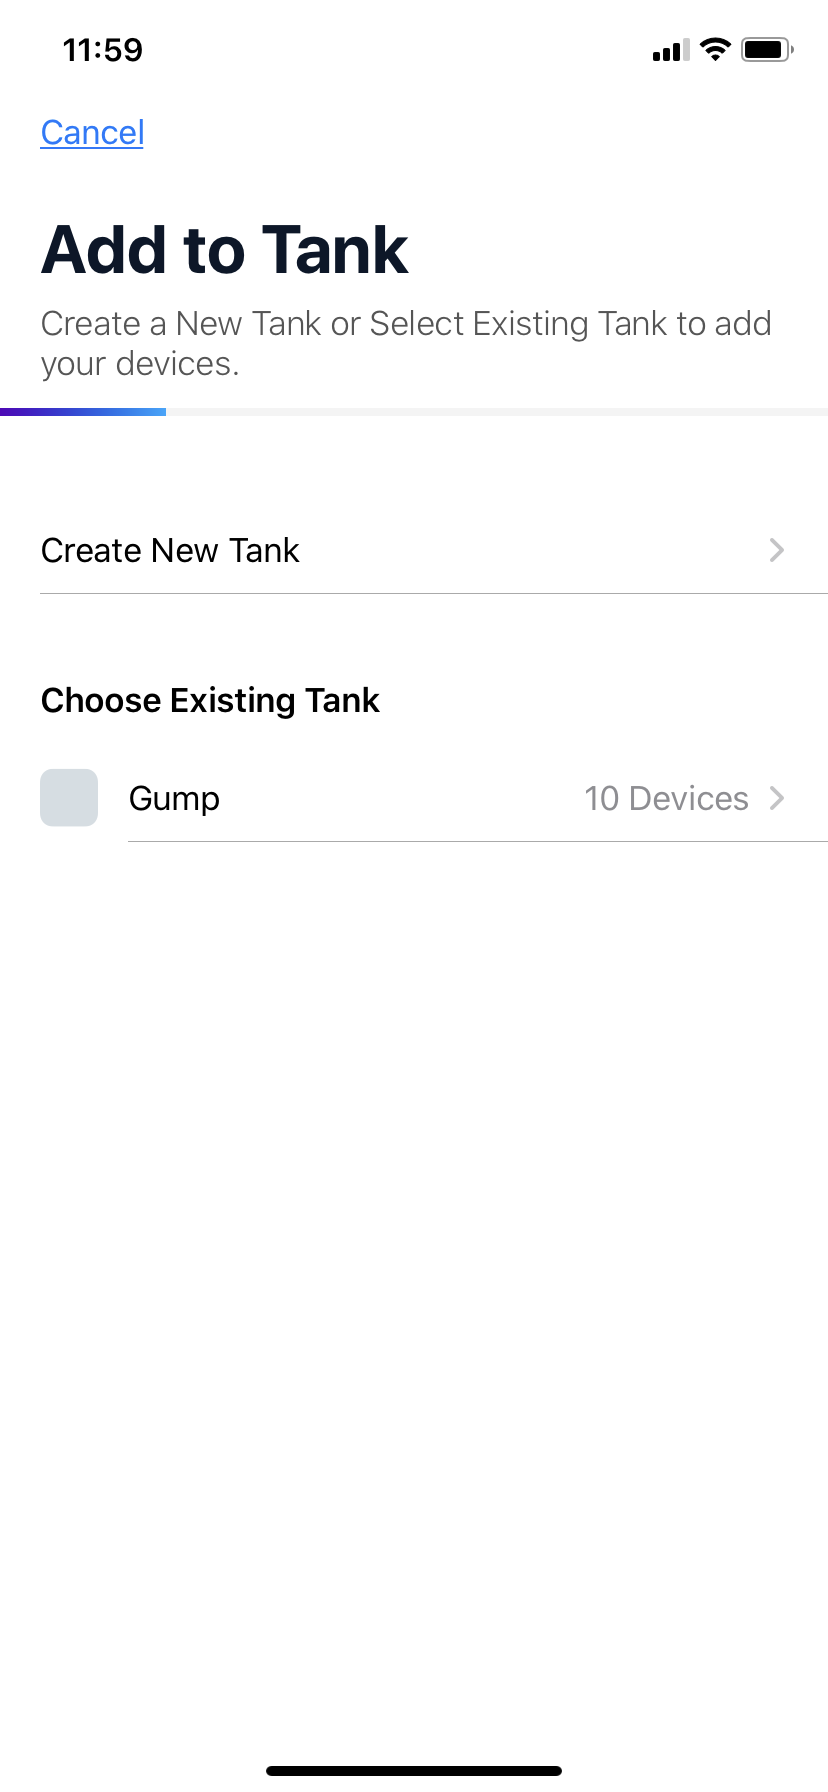 11:59
Cancel
Add to Tank
Create a New Tank or Select Existing Tank to add
your devices.
Create New Tank
Choose Existing Tank
Gump 10 Devices